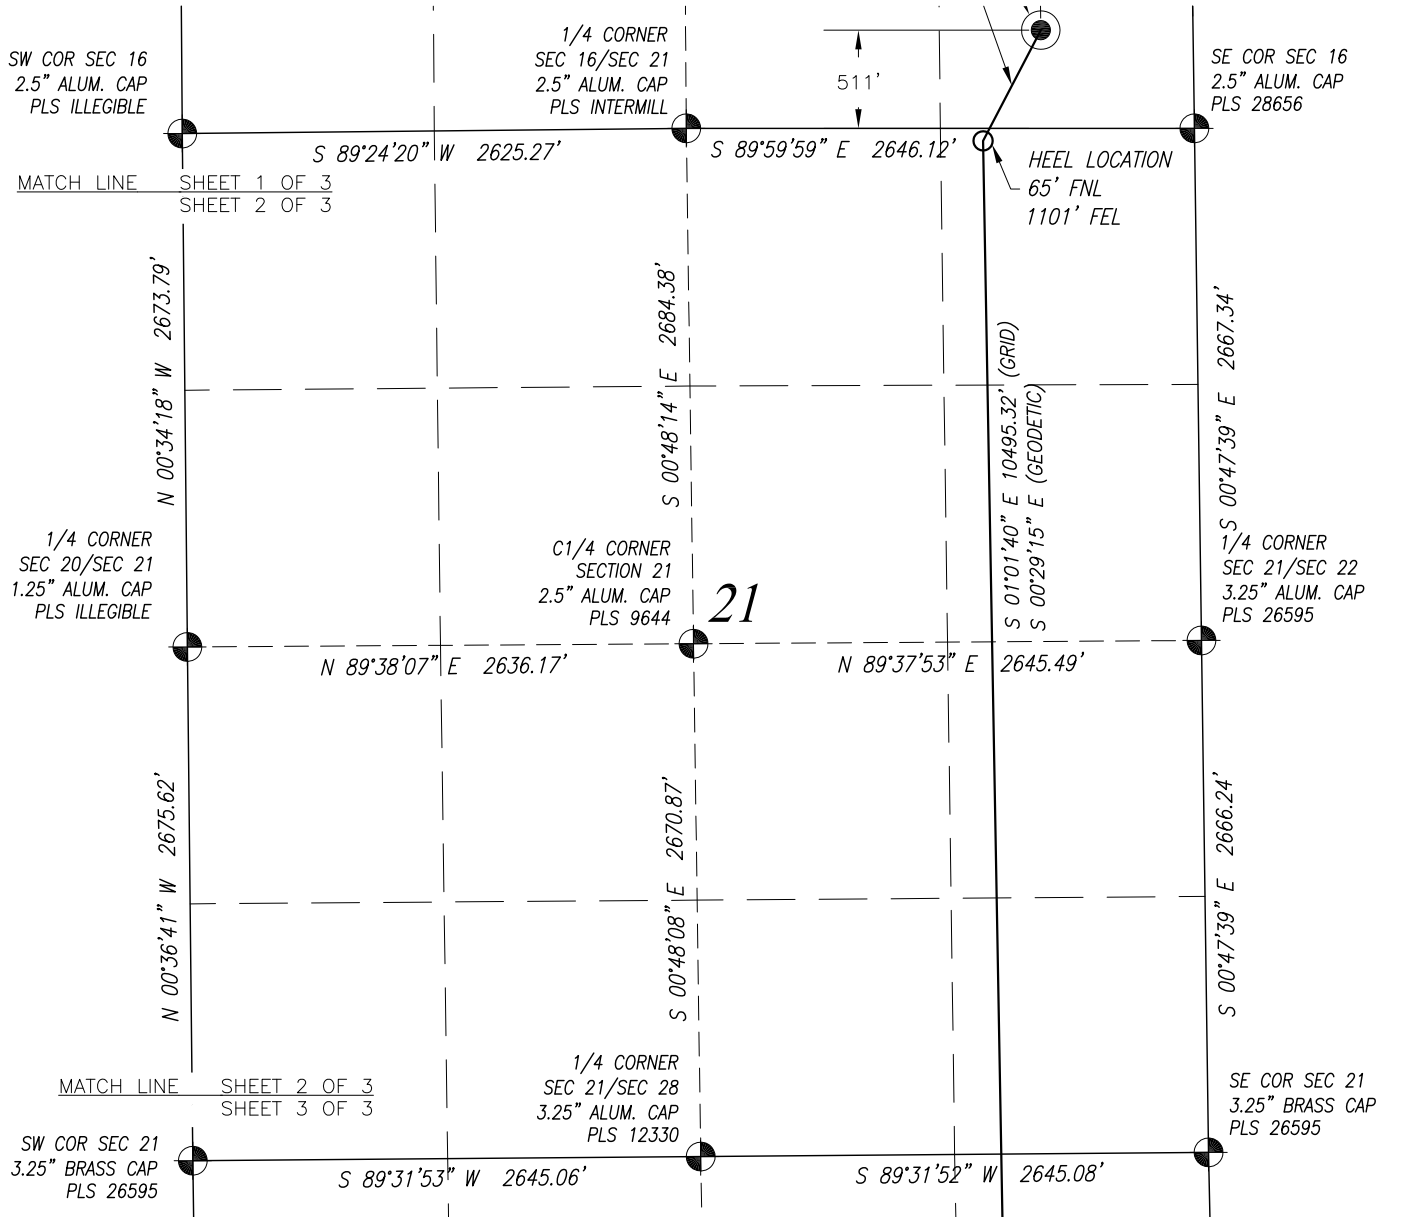 SW COR SEC 16
2.5" ALUM. CAP
PLS ILLEGIBLE
1/4 CORNER
SEC 16/SEC 21
2.5" ALUM. CAP
PLS INTERMILL
511'
SE COR SEC 16
2.5" ALUM. CAP
PLS 28656
S 89°24'20" W 2625.27'
S 89°59'59" E 2646.12'
HEEL LOCATION
65' FNL
1101' FEL
MATCH LINE SHEET 1 OF 3
SHEET 2 OF 3
N 00°34'18" W 2673.79'
S 00°48'14" E 2684.38'
S 01°01'40" E 10495.32' (GRID)
S 00°29'15" E (GEODETIC)
S 00°47'39" E 2667.34'
1/4 CORNER
SEC 20/SEC 21
1.25" ALUM. CAP
PLS ILLEGIBLE
C1/4 CORNER
SECTION 21
2.5" ALUM. CAP
PLS 9644
21
1/4 CORNER
SEC 21/SEC 22
3.25" ALUM. CAP
PLS 26595
N 89°38'07" E 2636.17'
N 89°37'53" E 2645.49'
N 00°36'41" W 2675.62'
S 00°48'08" E 2670.87'
S 00°47'39" E 2666.24'
MATCH LINE SHEET 2 OF 3
SHEET 3 OF 3
1/4 CORNER
SEC 21/SEC 28
3.25" ALUM. CAP
PLS 12330
SE COR SEC 21
3.25" BRASS CAP
PLS 26595
SW COR SEC 21
3.25" BRASS CAP
PLS 26595
S 89°31'53" W 2645.06'
S 89°31'52" W 2645.08'